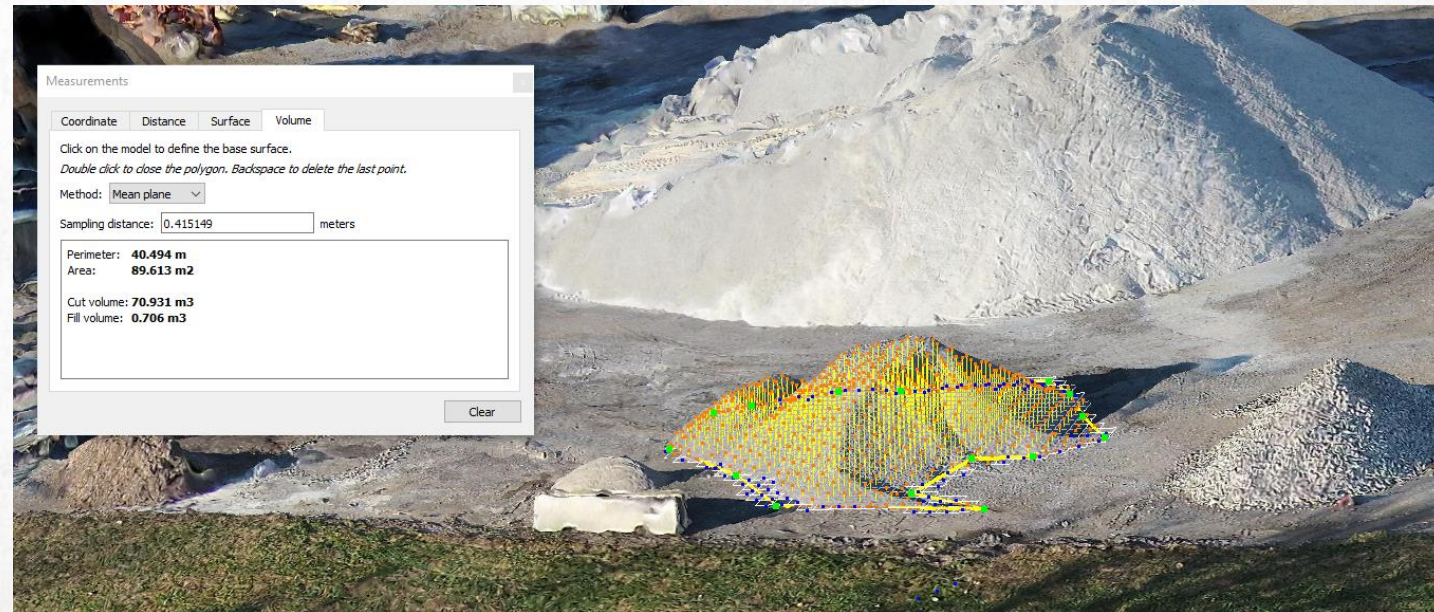 Measurements
Coordinate Distance Surface Volume
Click on the model to define the base surface.
Double click to close the polygon. Backspace to delete the last point.
Method: Mean plane
Sampling distance: 0.415149 meters
Perimeter: 40.494 m
Area: 89.613 m2
Cut volume: 70.931 m3
Fill volume: 0.706 m3
Clear